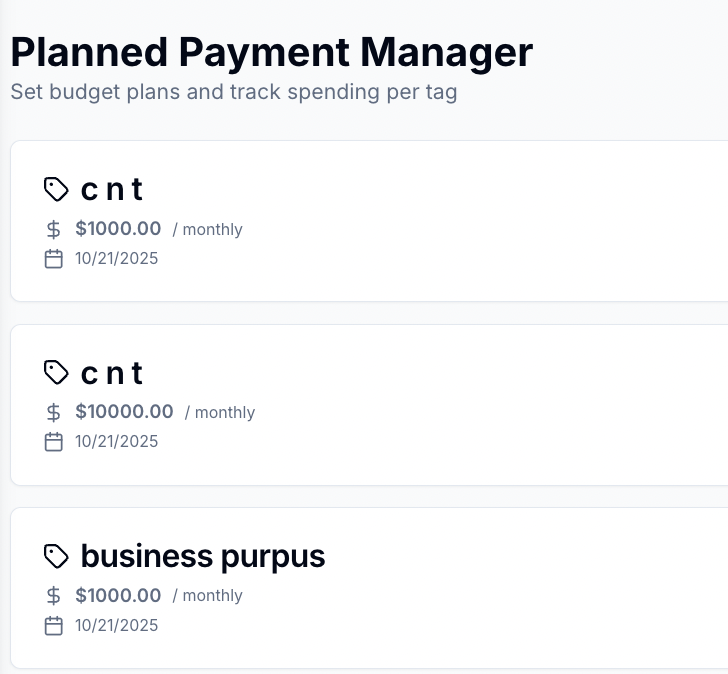 Planned Payment Manager
Set budget plans and track spending per tag
c n t
$1000.00 / monthly
10/21/2025
c n t
$10000.00 / monthly
10/21/2025
business purpus
$1000.00 / monthly
10/21/2025